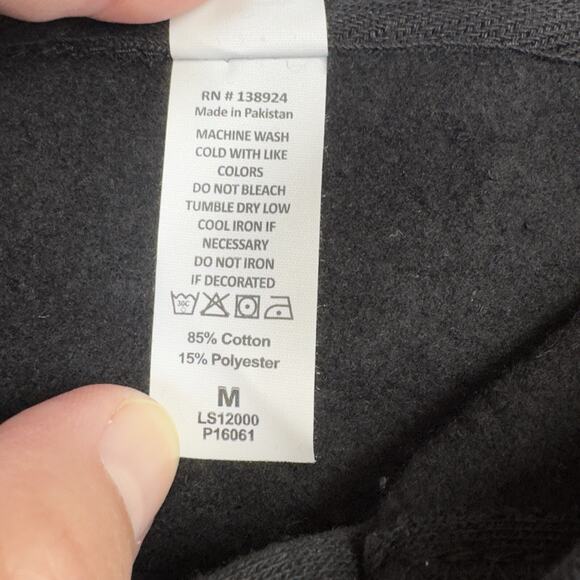 RN # 138924
Made in Pakistan
MACHINE WASH
COLD WITH LIKE
COLORS
DO NOT BLEACH
TUMBLE DRY LOW
COOL IRON IF
NECESSARY
DO NOT IRON
IF DECORATED
30C
85% Cotton
15% Polyester
M
LS12000
P16061